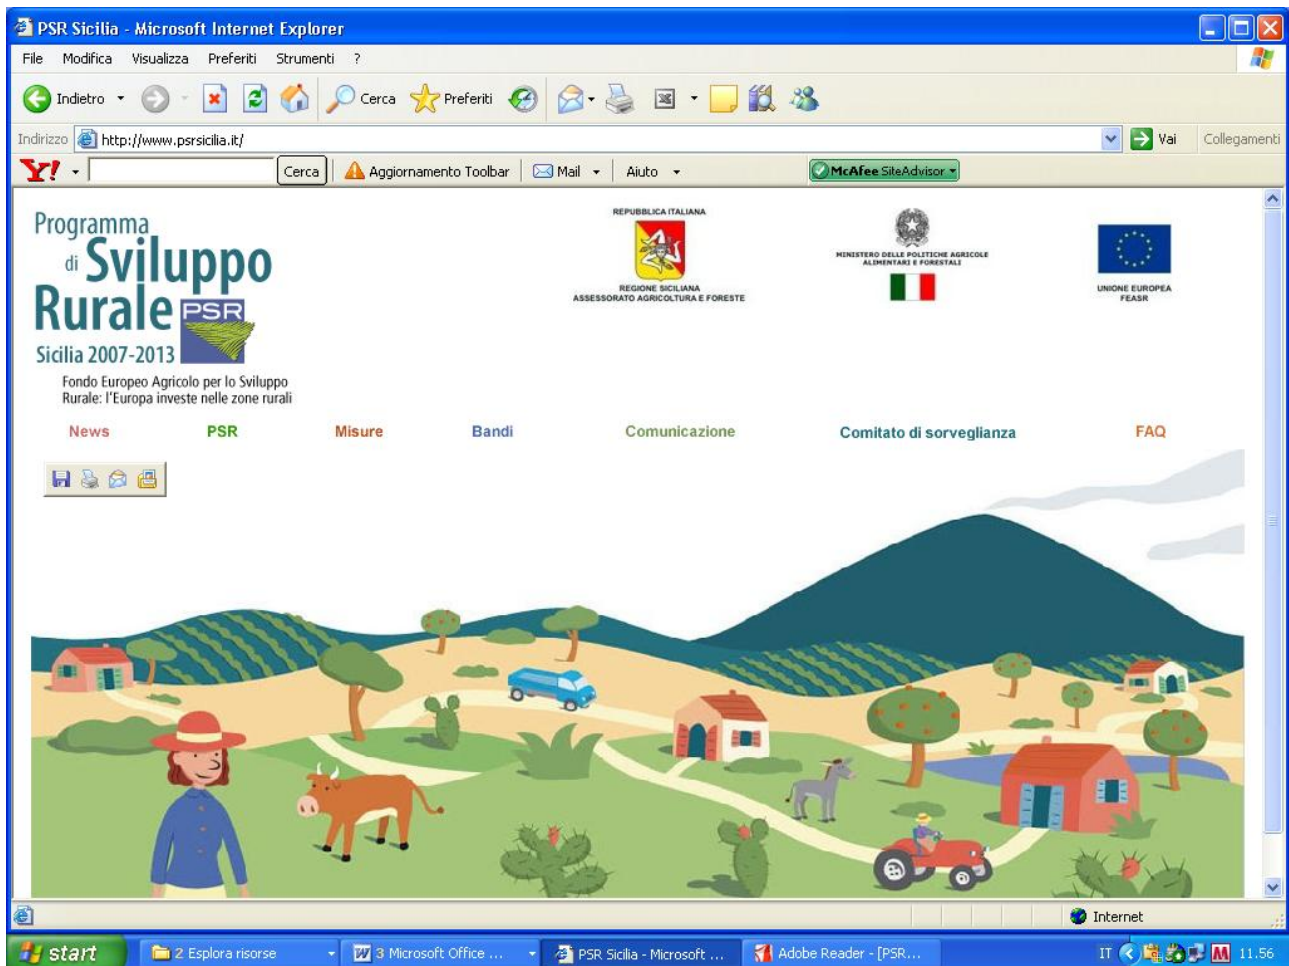 PSR Sicilia - Microsoft Internet Explorer
File Modifica Visualizza Preferiti Strumenti ?
Indietro Cerca Preferiti
Indirizzo http://www.psrsicilia.it/ Vai Collegamenti
Y! Cerca Aggiornamento Toolbar Mail Aiuto McAfee SiteAdvisor
Programma
di Sviluppo
Rurale PSR
Sicilia 2007-2013
Fondo Europeo Agricolo per lo Sviluppo
Rurale: l'Europa investe nelle zone rurali
REPUBBLICA ITALIANA
REGIONE SICILIANA
ASSESSORATO AGRICOLTURA E FORESTE
MINISTERO DELLE POLITICHE AGRICOLE
ALIMENTARI E FORESTALI
UNIONE EUROPEA
FEASR
News PSR Misure Bandi Comunicazione Comitato di sorveglianza FAQ
Internet
start 2 Esplora risorse 3 Microsoft Office ... PSR Sicilia - Microsoft ... Adobe Reader - [PSR... IT M 11.56